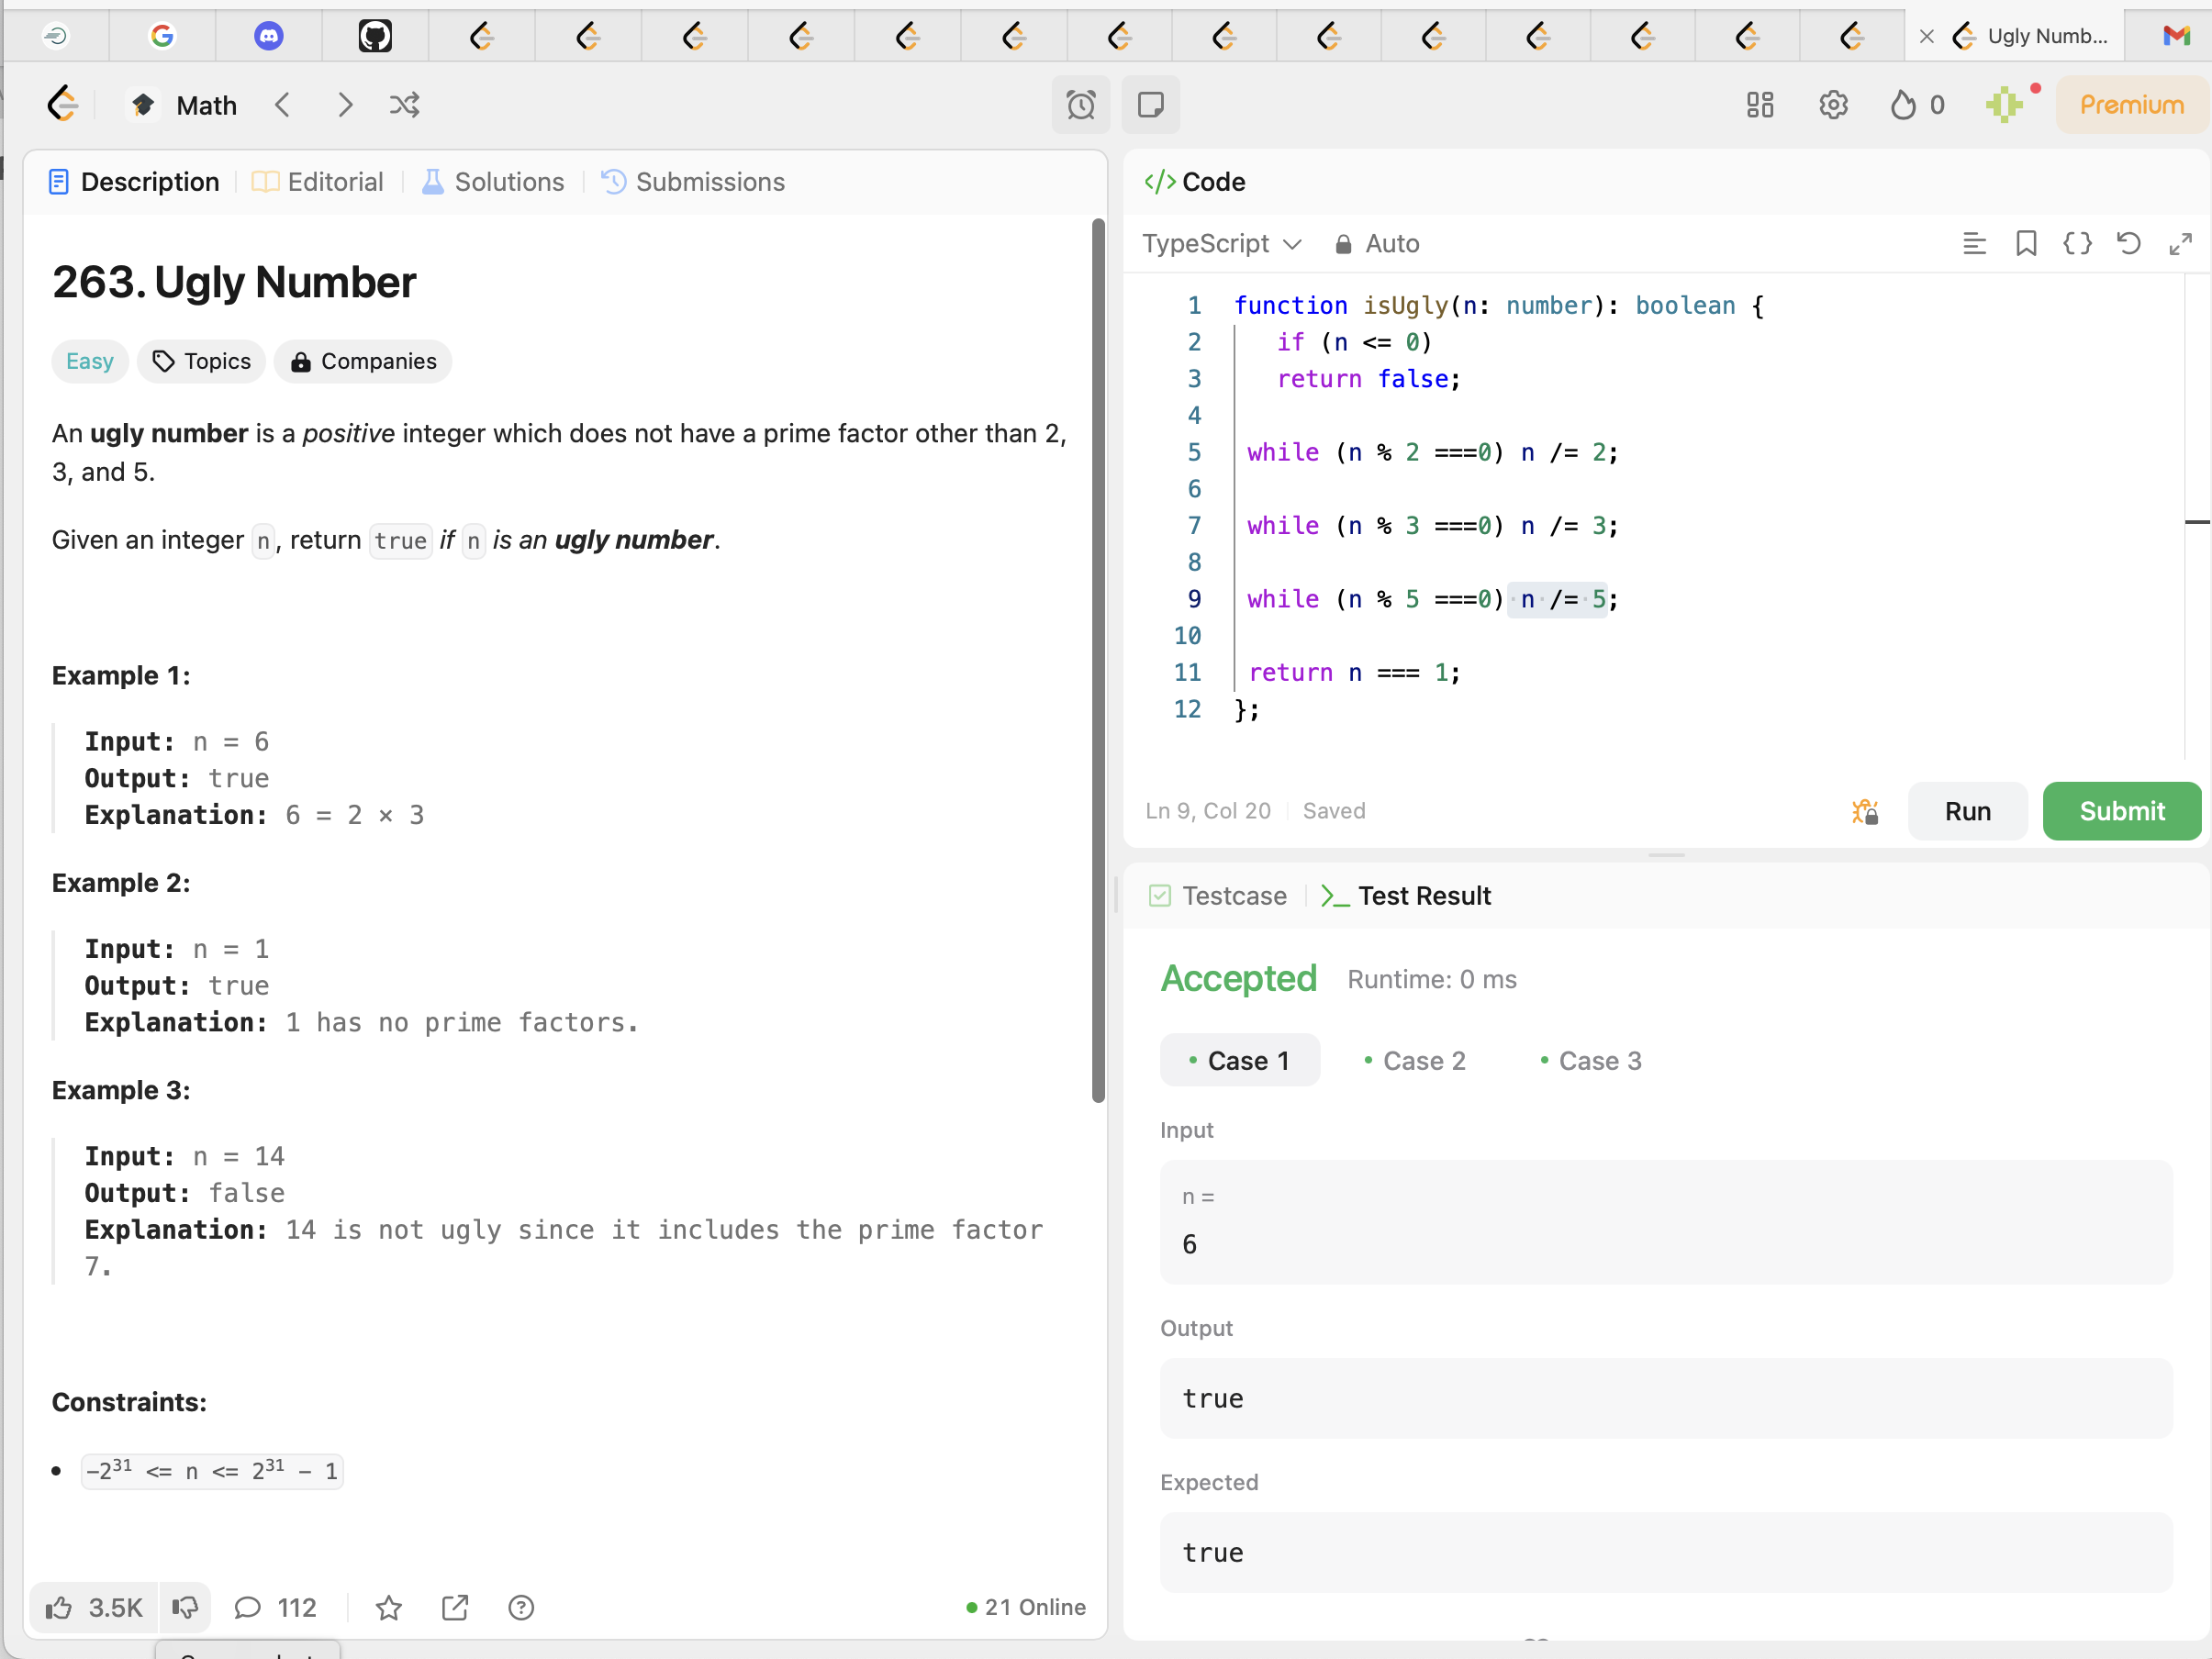 Ugly Numb...
Math
0
Premium
Description
Editorial
Solutions
Submissions
263. Ugly Number
Easy
Topics
Companies
An ugly number is a positive integer which does not have a prime factor other than 2,
3, and 5.
Given an integer n, return true if n is an ugly number.
Example 1:
Input: n = 6
Output: true
Explanation: 6 = 2 × 3
Example 2:
Input: n = 1
Output: true
Explanation: 1 has no prime factors.
Example 3:
Input: n = 14
Output: false
Explanation: 14 is not ugly since it includes the prime factor
7.
Constraints:
• -2³¹ <= n <= 2³¹ - 1
3.5K
112
21 Online
</> Code
TypeScript
Auto
1 function isUgly(n: number): boolean {
2 if (n <= 0)
3 return false;
4
5 while (n % 2 ===0) n /= 2;
6
7 while (n % 3 ===0) n /= 3;
8
9 while (n % 5 ===0) n /= 5;
10
11 return n === 1;
12 };
Ln 9, Col 20
Saved
Run
Submit
Testcase
Test Result
Accepted
Runtime: 0 ms
Case 1
Case 2
Case 3
Input
n =
6
Output
true
Expected
true